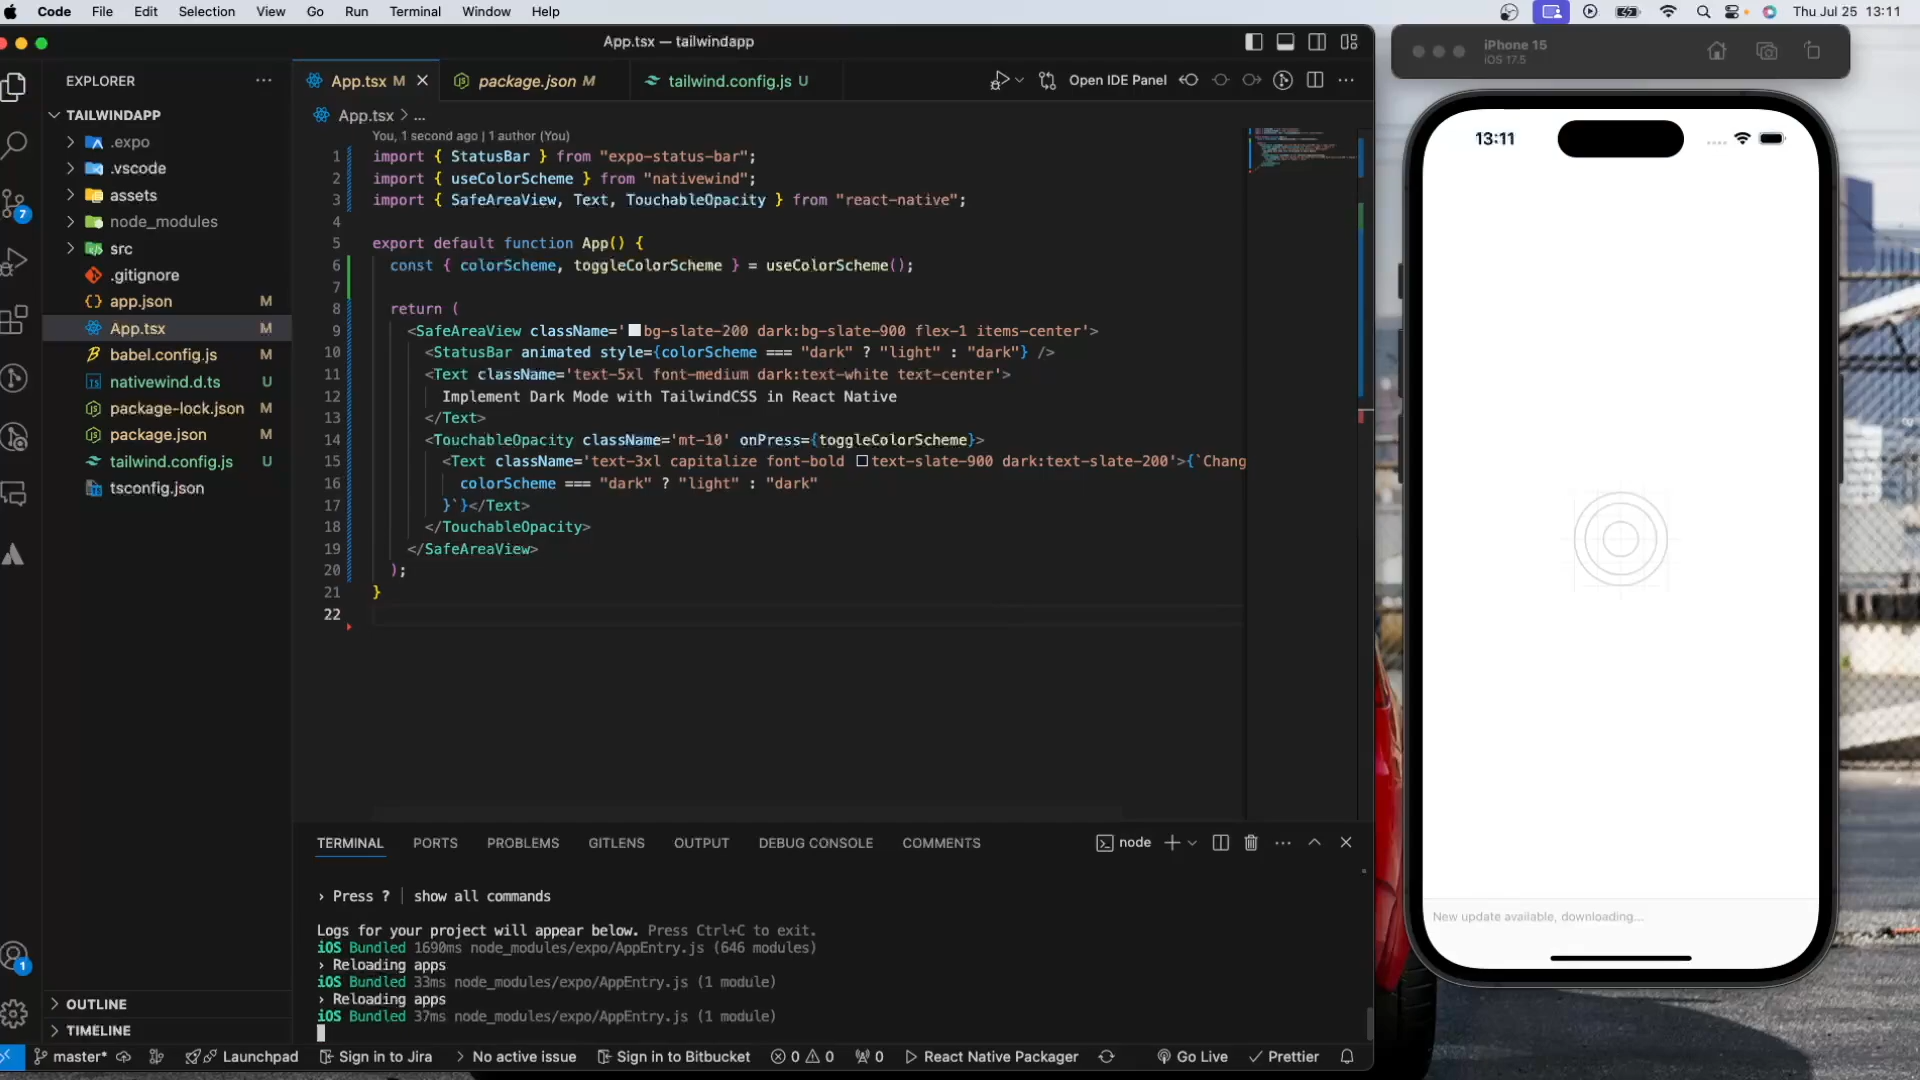 Code File Edit Selection View Go Run Terminal Window Help
Thu Jul 25 13:11
App.tsx — tailwindapp
EXPLORER
TAILWINDAPP
.expo
.vscode
assets
node_modules
src
.gitignore
app.json M
App.tsx M
babel.config.js M
nativewind.d.ts U
package-lock.json M
package.json M
tailwind.config.js U
tsconfig.json
OUTLINE
TIMELINE
7
1
App.tsx M
package.json M
tailwind.config.js U
Open IDE Panel
App.tsx > ...
You, 1 second ago | 1 author (You)
1 import { StatusBar } from "expo-status-bar";
2 import { useColorScheme } from "nativewind";
3 import { SafeAreaView, Text, TouchableOpacity } from "react-native";
4
5 export default function App() {
6 const { colorScheme, toggleColorScheme } = useColorScheme();
7
8 return (
9 <SafeAreaView className='bg-slate-200 dark:bg-slate-900 flex-1 items-center'>
10 <StatusBar animated style={colorScheme === "dark" ? "light" : "dark"} />
11 <Text className='text-5xl font-medium dark:text-white text-center'>
12 Implement Dark Mode with TailwindCSS in React Native
13 </Text>
14 <TouchableOpacity className='mt-10' onPress={toggleColorScheme}>
15 <Text className='text-3xl capitalize font-bold text-slate-900 dark:text-slate-200'>{`Chang
16 colorScheme === "dark" ? "light" : "dark"
17 }`}</Text>
18 </TouchableOpacity>
19 </SafeAreaView>
20 );
21 }
22
TERMINAL PORTS PROBLEMS GITLENS OUTPUT DEBUG CONSOLE COMMENTS
node
› Press ? │ show all commands
Logs for your project will appear below. Press Ctrl+C to exit.
iOS Bundled 1690ms node_modules/expo/AppEntry.js (646 modules)
› Reloading apps
iOS Bundled 33ms node_modules/expo/AppEntry.js (1 module)
› Reloading apps
iOS Bundled 37ms node_modules/expo/AppEntry.js (1 module)
master* Launchpad Sign in to Jira No active issue Sign in to Bitbucket 0 0 0 React Native Packager Go Live Prettier
iPhone 15
iOS 17.5
13:11
New update available, downloading...